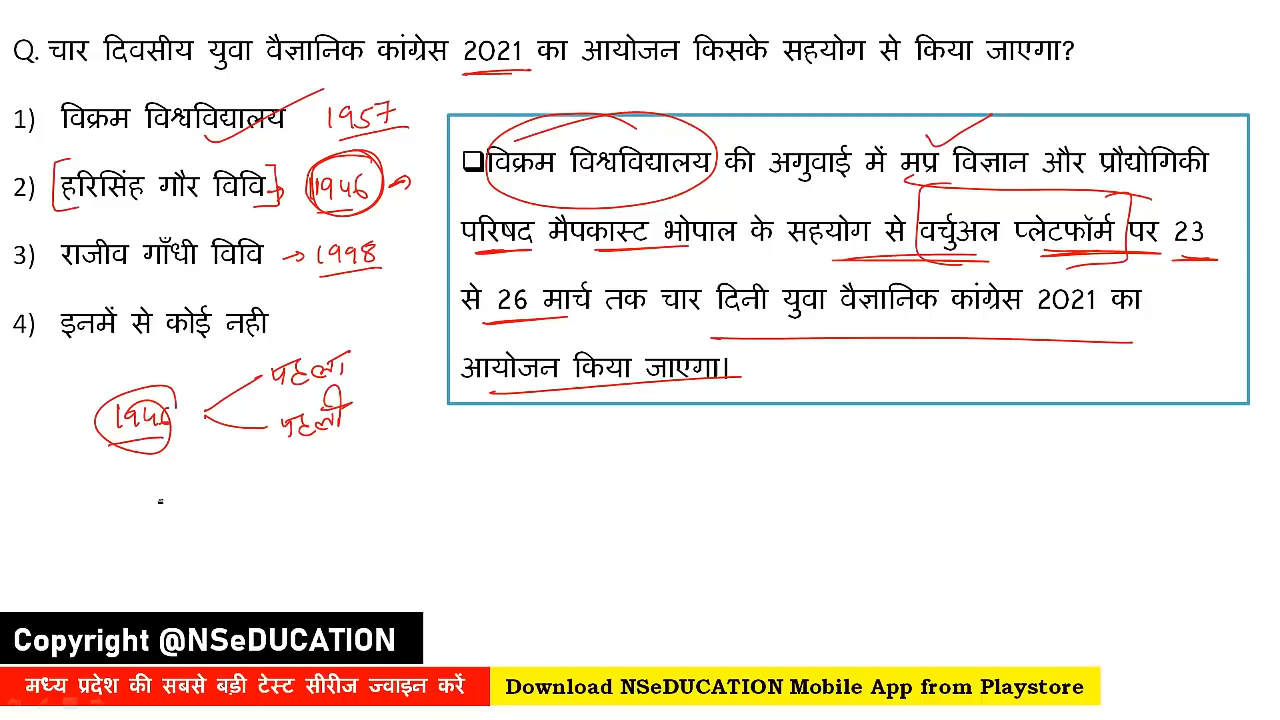 Q. चार दिवसीय युवा वैज्ञानिक कांग्रेस 2021 का आयोजन किसके सहयोग से किया जाएगा?
1) विक्रम विश्वविद्यालय 1957
2) [हरिसिंह गौर विवि] 1946
3) राजीव गाँधी विवि → 1998
4) इनमें से कोई नही
1946
पहला
पहली
❑विक्रम विश्वविद्यालय की अगुवाई में मप्र विज्ञान और प्रौद्योगिकी
परिषद मैपकास्ट भोपाल के सहयोग से वर्चुअल प्लेटफॉर्म पर 23
से 26 मार्च तक चार दिनी युवा वैज्ञानिक कांग्रेस 2021 का
आयोजन किया जाएगा।
Copyright @NSeDUCATION
मध्य प्रदेश की सबसे बड़ी टेस्ट सीरीज ज्वाइन करें
Download NSeDUCATION Mobile App from Playstore